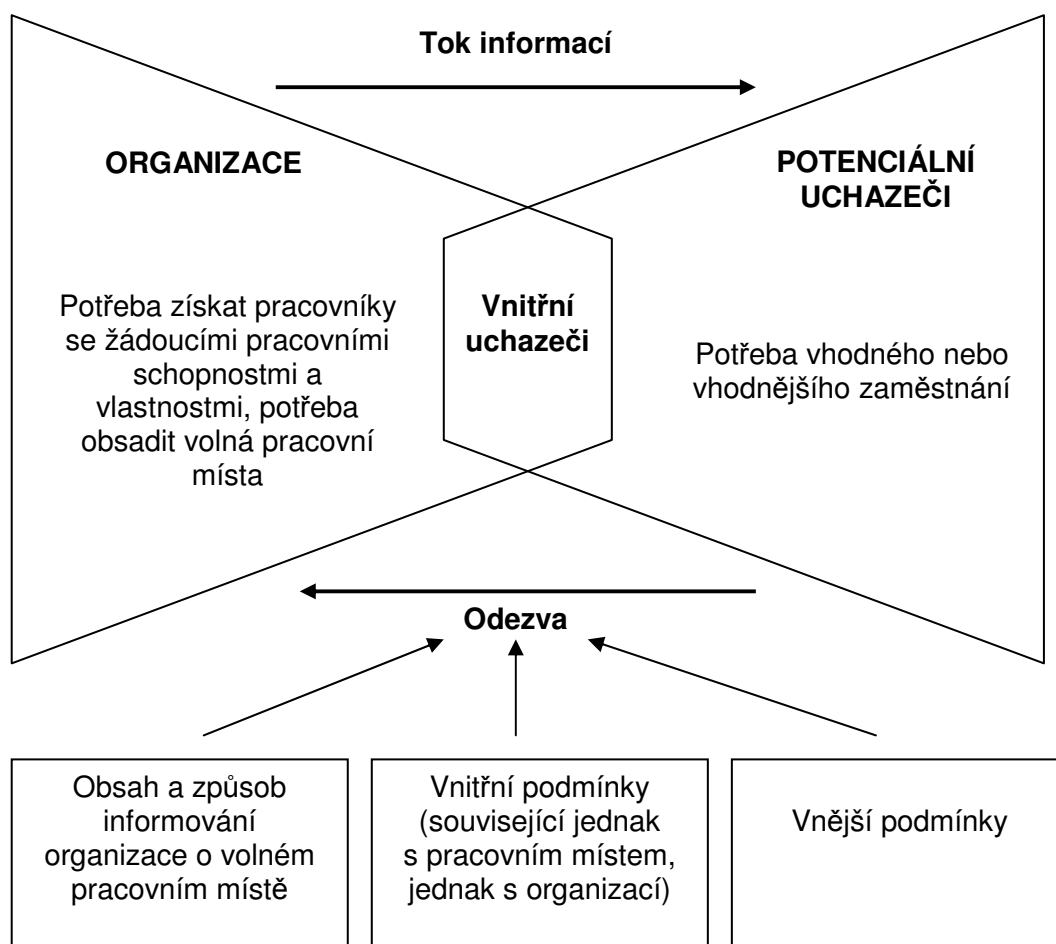 Tok informací
ORGANIZACE
POTENCIÁLNÍ
UCHAZEČI
Potřeba získat pracovníky
se žádoucími pracovními
schopnostmi a
vlastnostmi, potřeba
obsadit volná pracovní
místa
Vnitřní
uchazeči
Potřeba vhodného nebo
vhodnějšího zaměstnání
Odezva
Obsah a způsob
informování
organizace o volném
pracovním místě
Vnitřní podmínky
(související jednak
s pracovním místem,
jednak s organizací)
Vnější podmínky